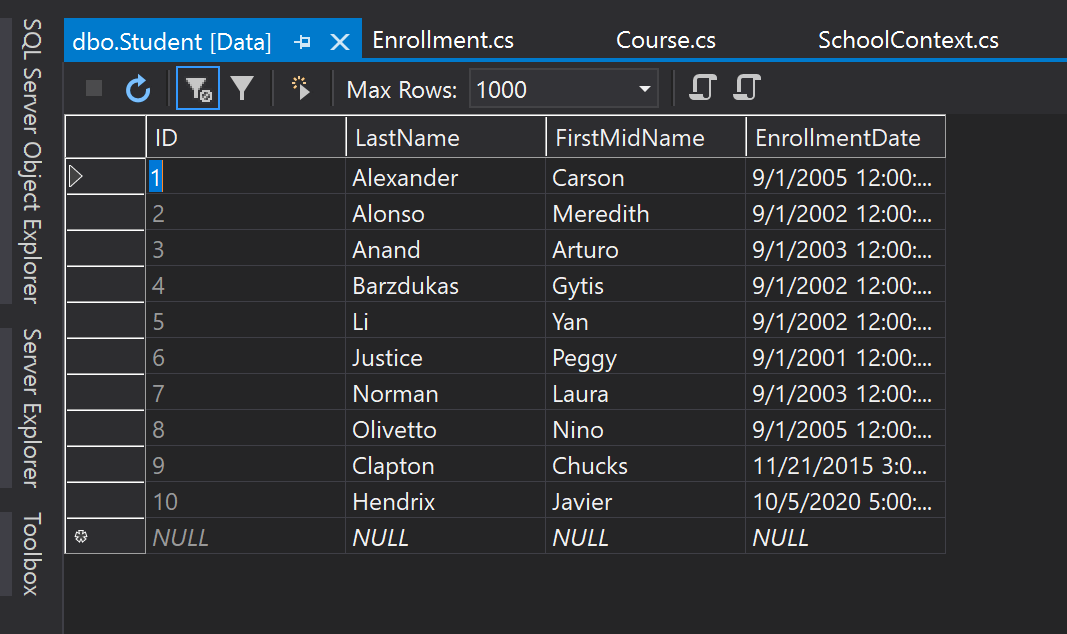 SQL Server Object Explorer
Server Explorer
Toolbox
dbo.Student [Data] Enrollment.cs Course.cs SchoolContext.cs
Max Rows: 1000
ID LastName FirstMidName EnrollmentDate
1 Alexander Carson 9/1/2005 12:00:...
2 Alonso Meredith 9/1/2002 12:00:...
3 Anand Arturo 9/1/2003 12:00:...
4 Barzdukas Gytis 9/1/2002 12:00:...
5 Li Yan 9/1/2002 12:00:...
6 Justice Peggy 9/1/2001 12:00:...
7 Norman Laura 9/1/2003 12:00:...
8 Olivetto Nino 9/1/2005 12:00:...
9 Clapton Chucks 11/21/2015 3:0...
10 Hendrix Javier 10/5/2020 5:00:...
NULL NULL NULL NULL